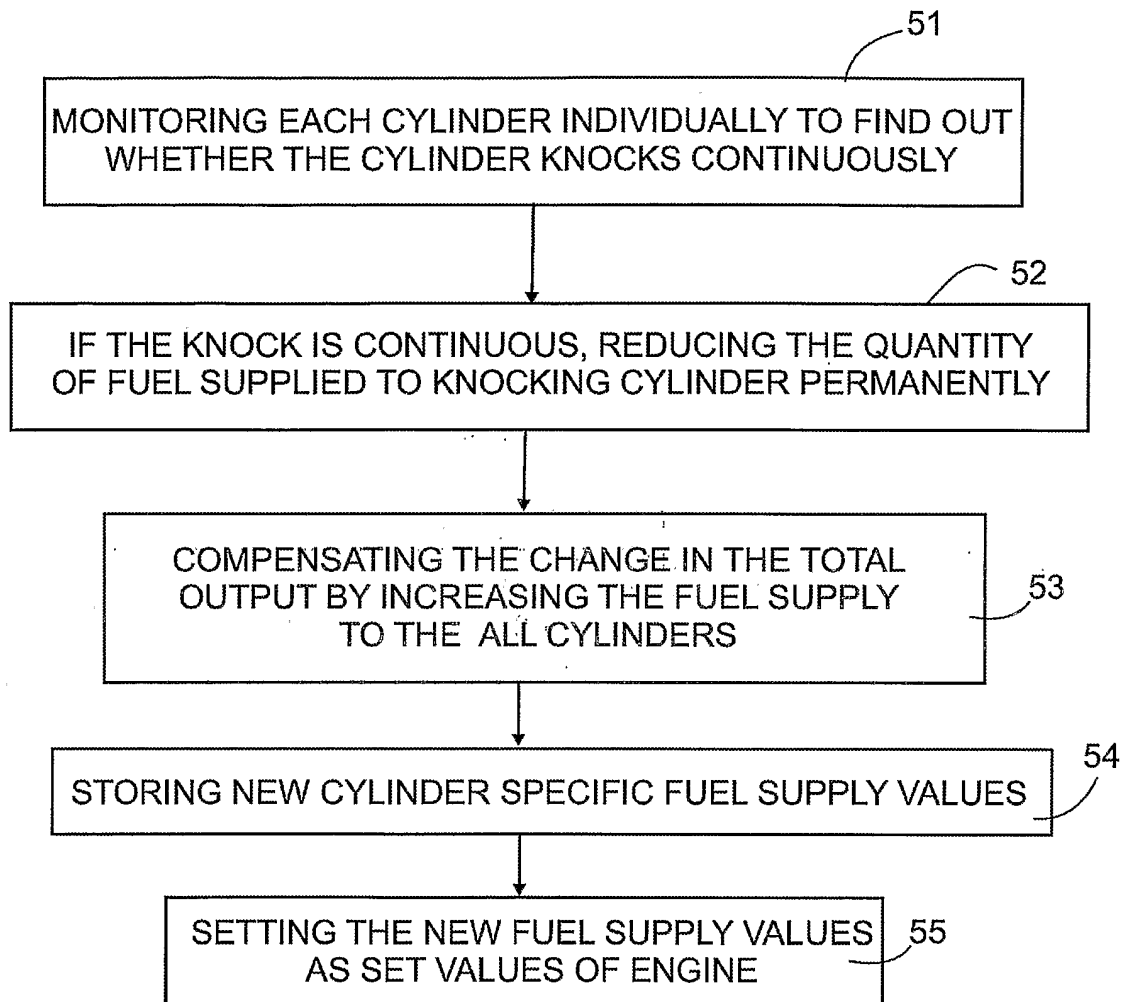 51
MONITORING EACH CYLINDER INDIVIDUALLY TO FIND OUT
WHETHER THE CYLINDER KNOCKS CONTINUOUSLY
52
IF THE KNOCK IS CONTINUOUS, REDUCING THE QUANTITY
OF FUEL SUPPLIED TO KNOCKING CYLINDER PERMANENTLY
COMPENSATING THE CHANGE IN THE TOTAL
OUTPUT BY INCREASING THE FUEL SUPPLY
TO THE ALL CYLINDERS
53
STORING NEW CYLINDER SPECIFIC FUEL SUPPLY VALUES
54
SETTING THE NEW FUEL SUPPLY VALUES
AS SET VALUES OF ENGINE
55